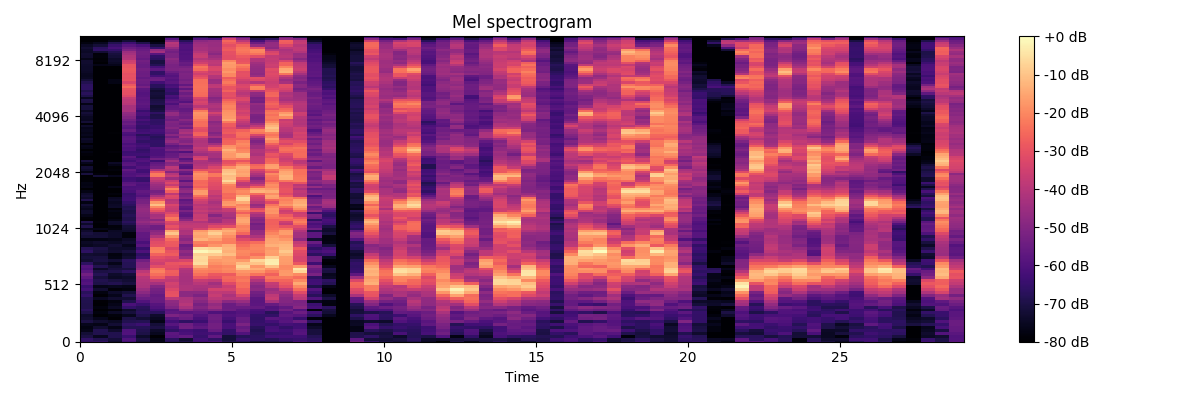 Mel spectrogram
Hz
8192
4096
2048
1024
512
0
0 5 10 15 20 25
Time
+0 dB
-10 dB
-20 dB
-30 dB
-40 dB
-50 dB
-60 dB
-70 dB
-80 dB